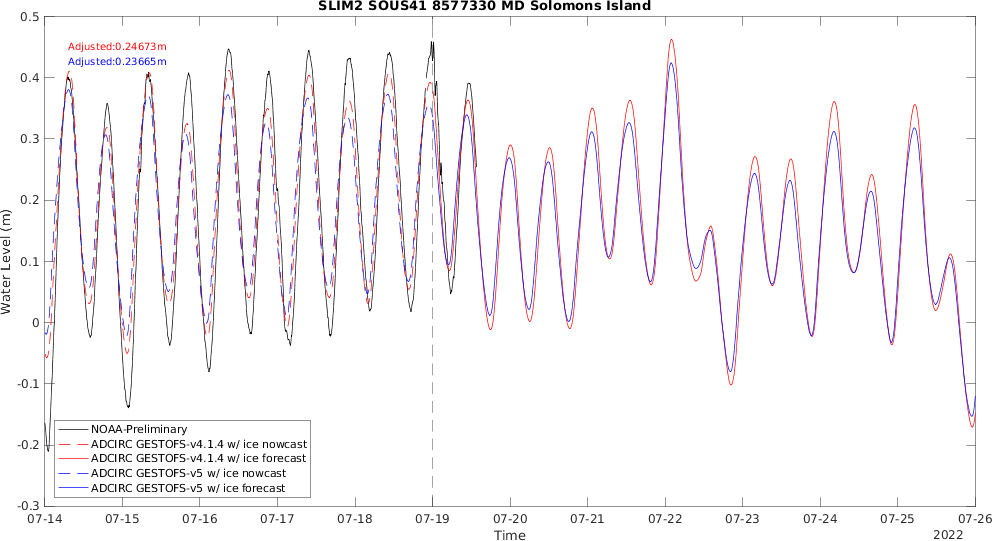 SLIM2 SOUS41 8577330 MD Solomons Island
0.5
0.4
0.3
0.2
0.1
0
-0.1
-0.2
-0.3
Water Level (m)
Adjusted:0.24673m
Adjusted:0.23665m
NOAA-Preliminary
ADCIRC GESTOFS-v4.1.4 w/ ice nowcast
ADCIRC GESTOFS-v4.1.4 w/ ice forecast
ADCIRC GESTOFS-v5 w/ ice nowcast
ADCIRC GESTOFS-v5 w/ ice forecast
07-14 07-15 07-16 07-17 07-18 07-19 07-20 07-21 07-22 07-23 07-24 07-25 07-26
Time
2022